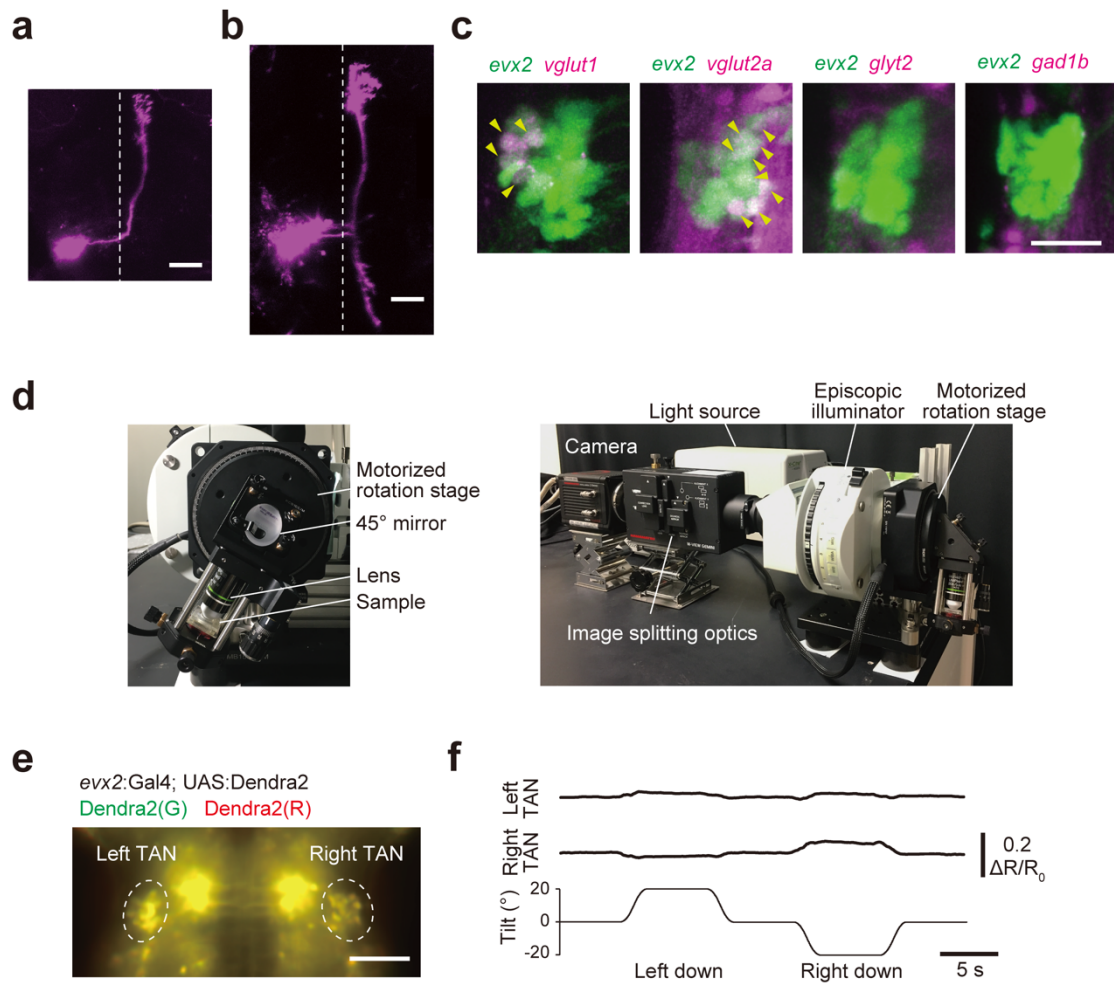 a
b
c
evx2 vglut1
evx2 vglut2a
evx2 glyt2
evx2 gad1b
d
Motorized
rotation stage
45° mirror
Lens
Sample
Light source
Episcopic
illuminator
Motorized
rotation stage
Camera
Image splitting optics
e
evx2:Gal4; UAS:Dendra2
Dendra2(G) Dendra2(R)
Left TAN
Right TAN
f
Left
TAN
Right
TAN
0.2
ΔR/R₀
Tilt (°)
20
0
-20
Left down
Right down
5 s